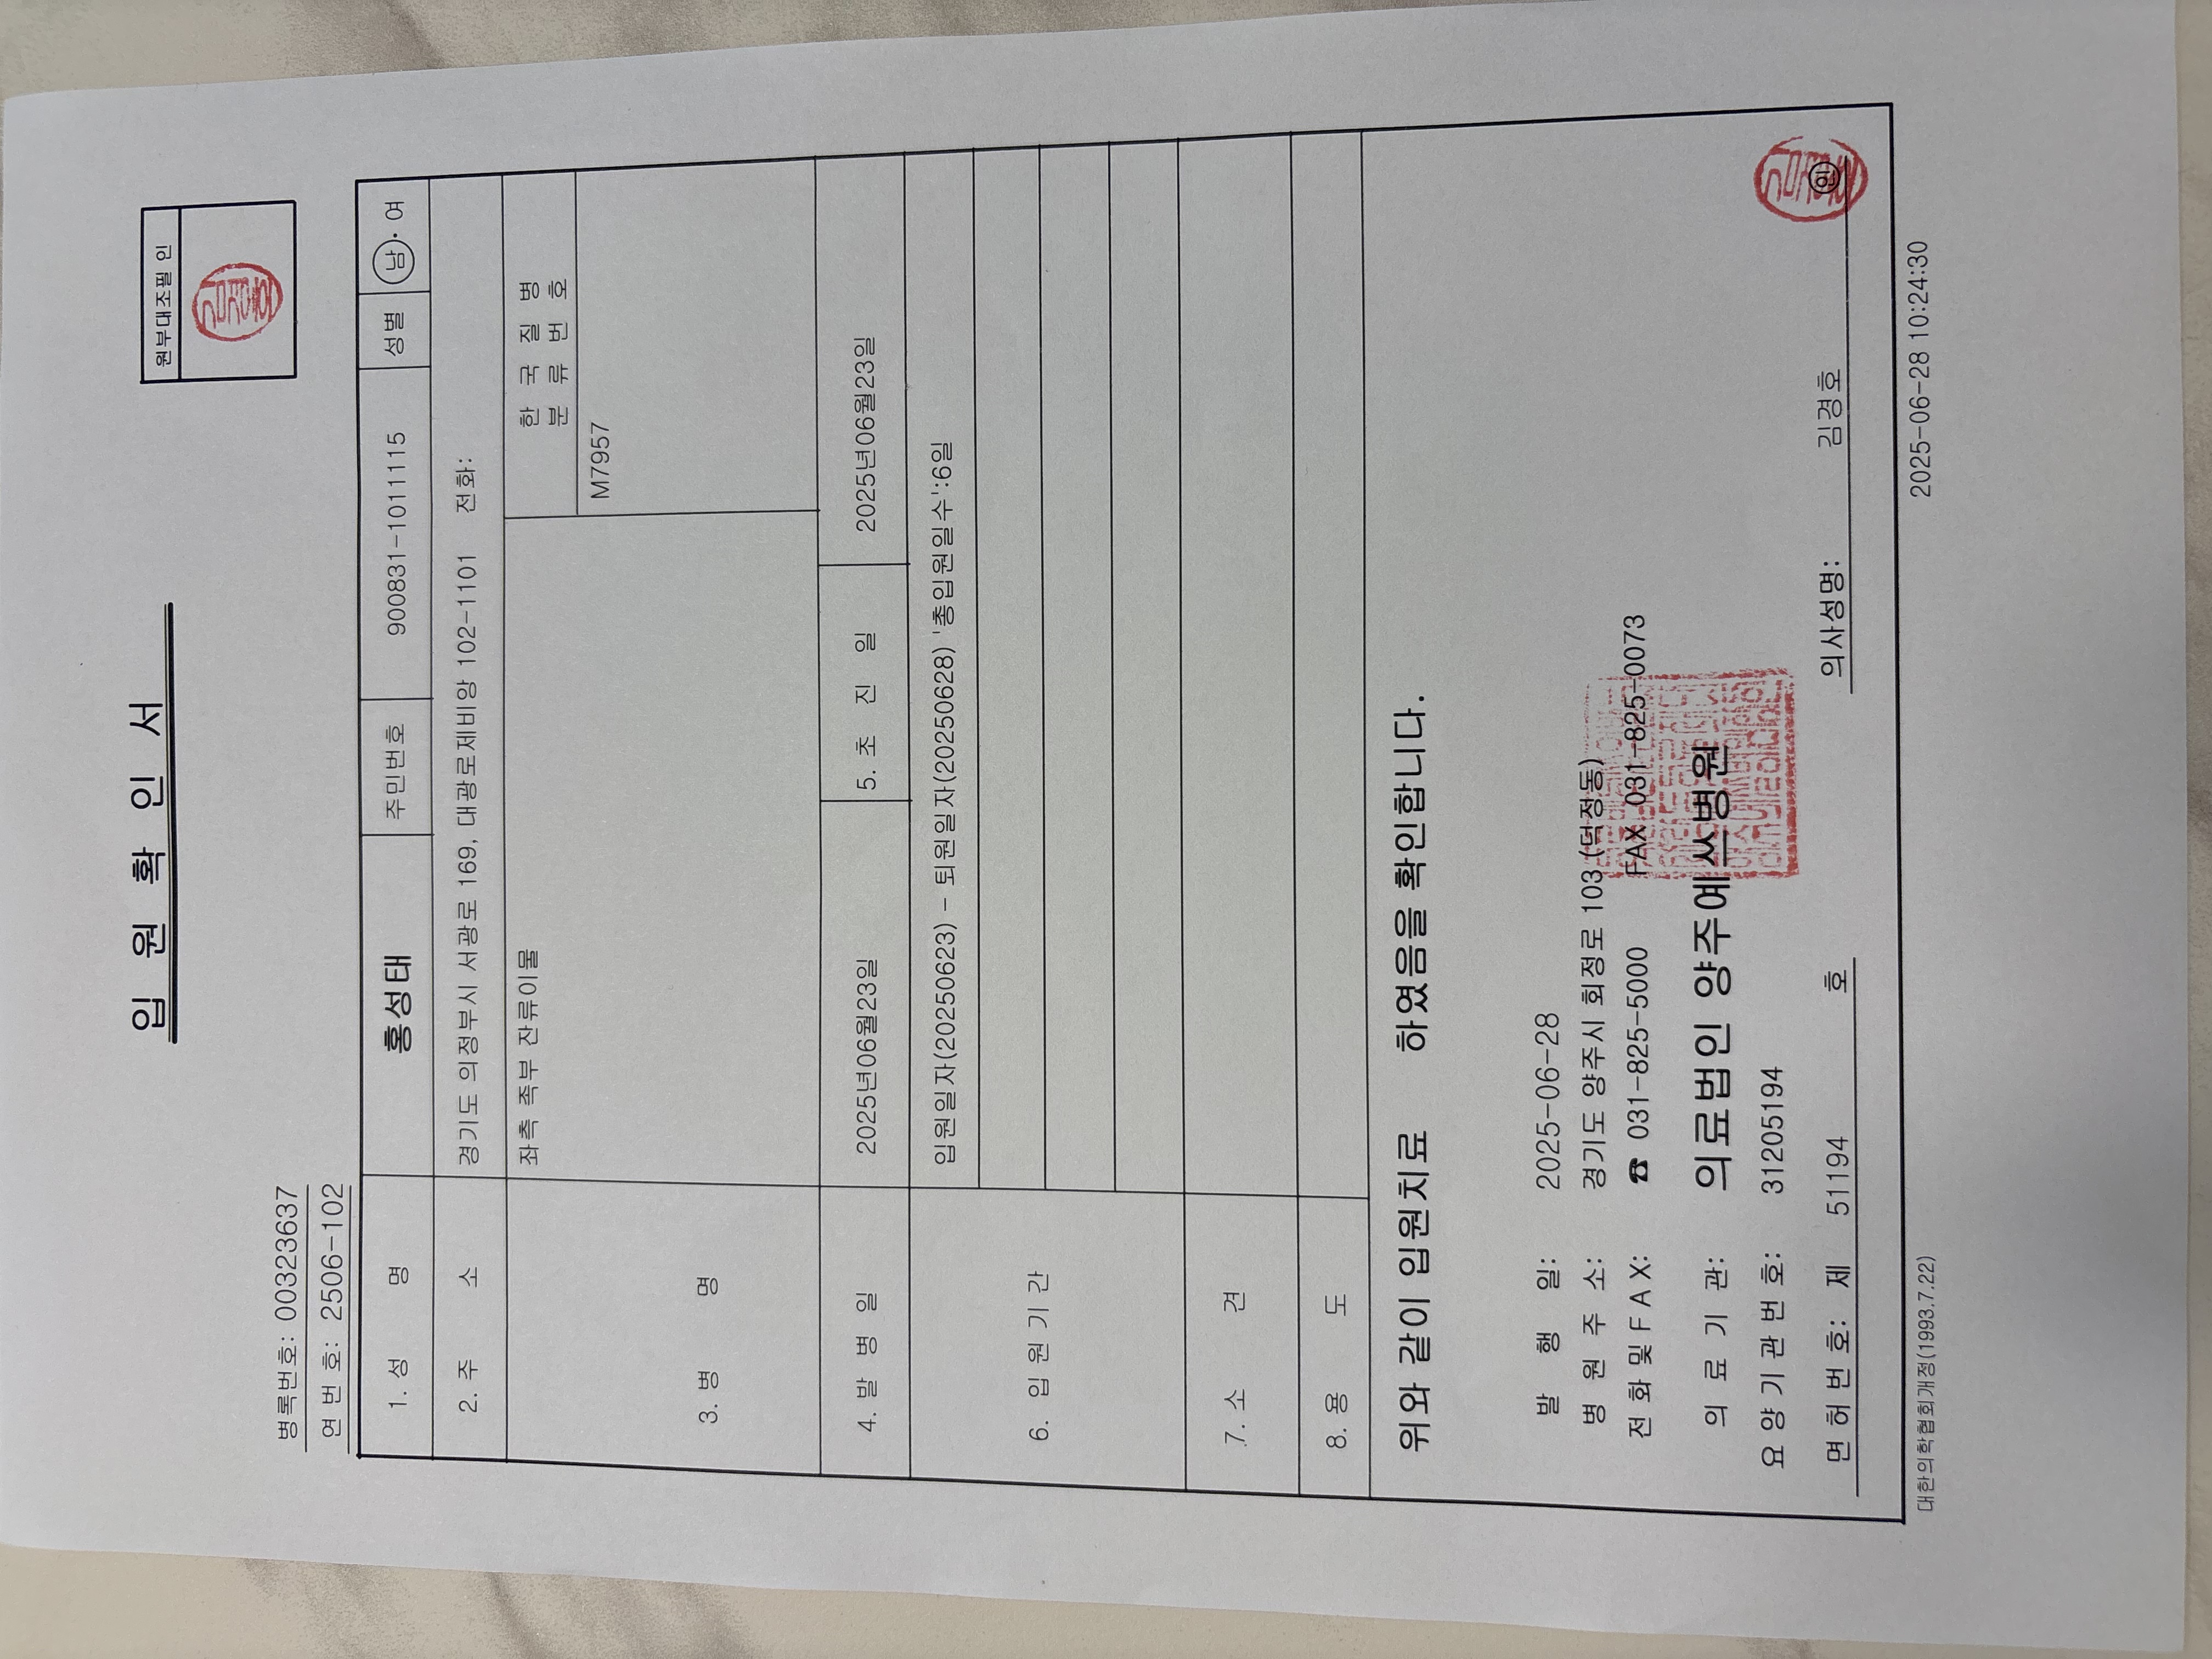 입 원 확 인 서
원부대조필 인
병록번호: 00323637
연 번 호: 2506-102
1. 성 명 홍성태 주민번호 900831-1011115 성별 남 · 여
2. 주 소 경기도 의정부시 서광로 169, 대광로제비앙 102-1101 전화:
3. 병 명 좌측 족부 잔류이물
한 국 질 병
분 류 번 호
M7957
4. 발 병 일 2025년06월23일 5. 초 진 일 2025년06월23일
6. 입 원 기 간 입원일자(20250623) - 퇴원일자(20250628) '총입원일수':6일
7. 소 견
8. 용 도
위와 같이 입원치료 하였음을 확인합니다.
발 행 일: 2025-06-28
병 원 주 소: 경기도 양주시 회정로 103 (덕정동)
전 화 및 F A X: ☎ 031-825-5000 FAX 031-825-0073
의 료 기 관: 의료법인 양주예쓰병원
요 양 기 관 번 호: 31205194
면 허 번 호: 제 51194 호 의사성명: 김경호 인
대한의학협회개정(1993.7.22) 2025-06-28 10:24:30